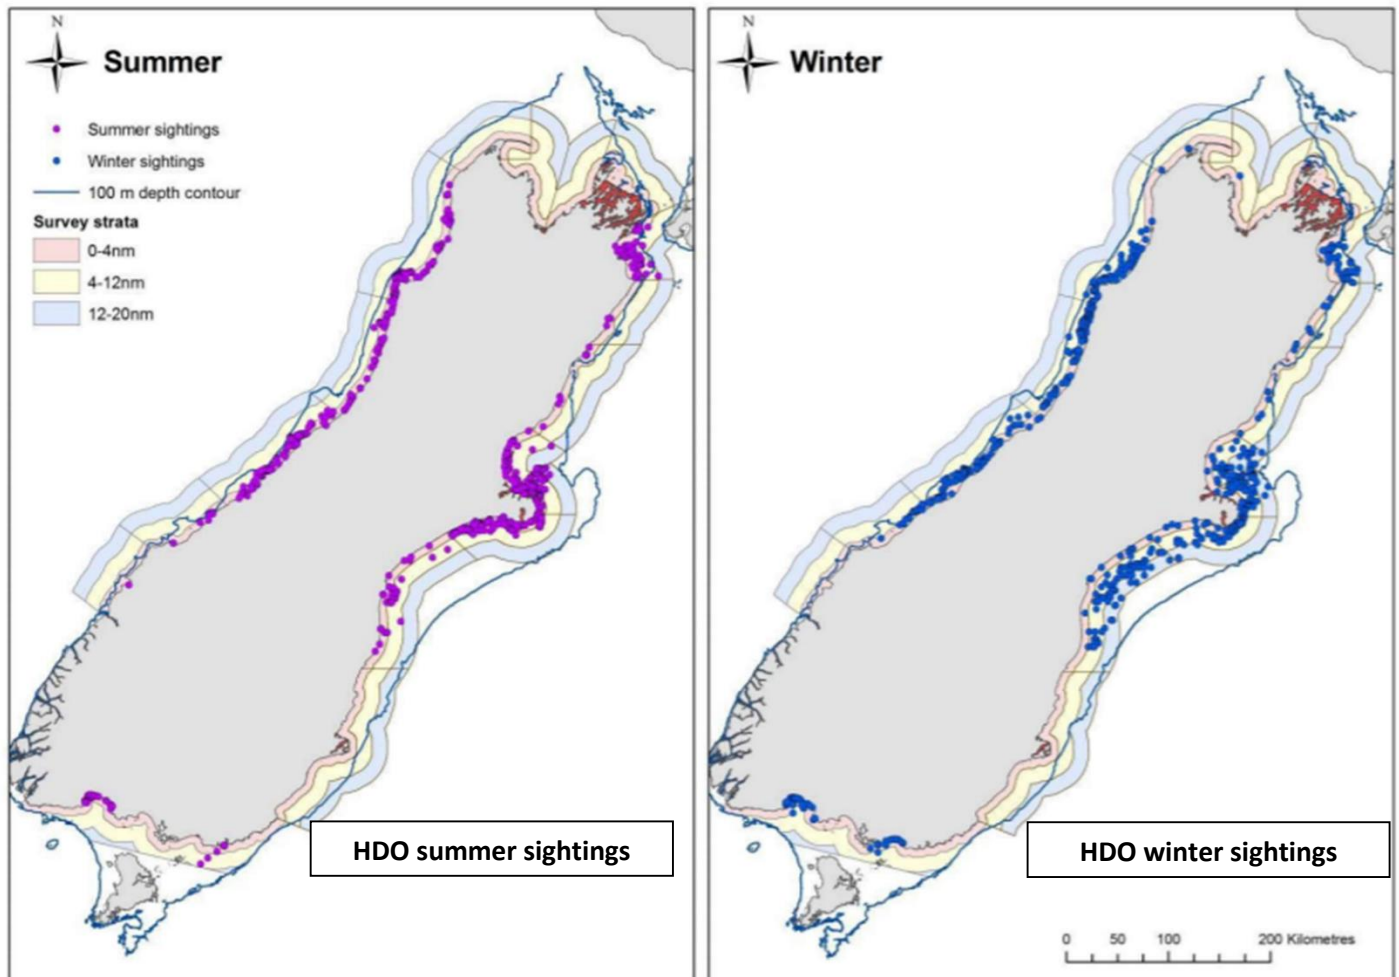 N
Summer
Summer sightings
Winter sightings
100 m depth contour
Survey strata
0-4nm
4-12nm
12-20nm
HDO summer sightings
N
Winter
HDO winter sightings
0 50 100 200 Kilometres